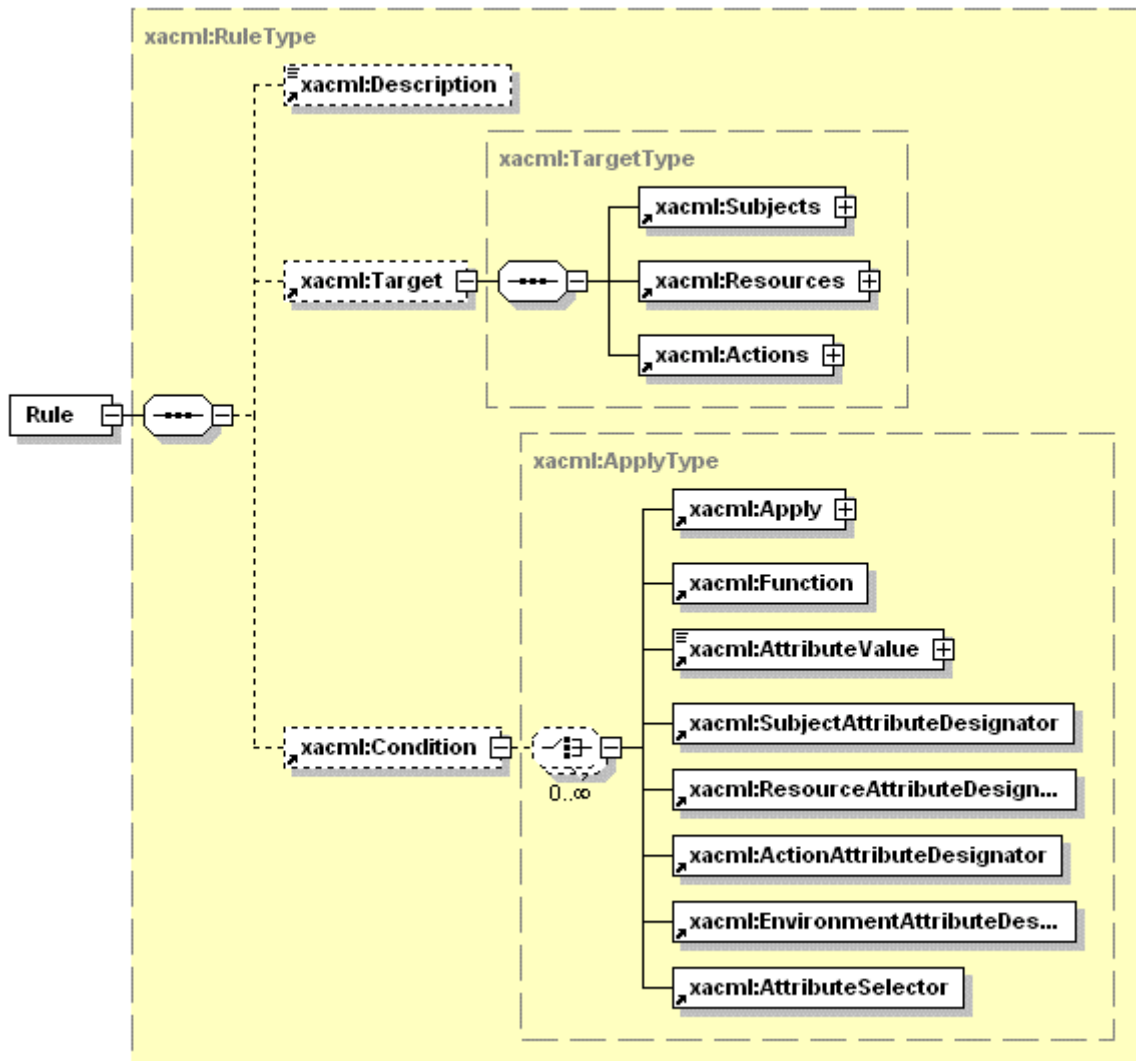 xacml:RuleType
xacml:Description
xacml:TargetType
xacml:Subjects
xacml:Target
xacml:Resources
xacml:Actions
Rule
xacml:ApplyType
xacml:Apply
xacml:Function
xacml:AttributeValue
xacml:SubjectAttributeDesignator
xacml:Condition
0..∞
xacml:ResourceAttributeDesign...
xacml:ActionAttributeDesignator
xacml:EnvironmentAttributeDes...
xacml:AttributeSelector